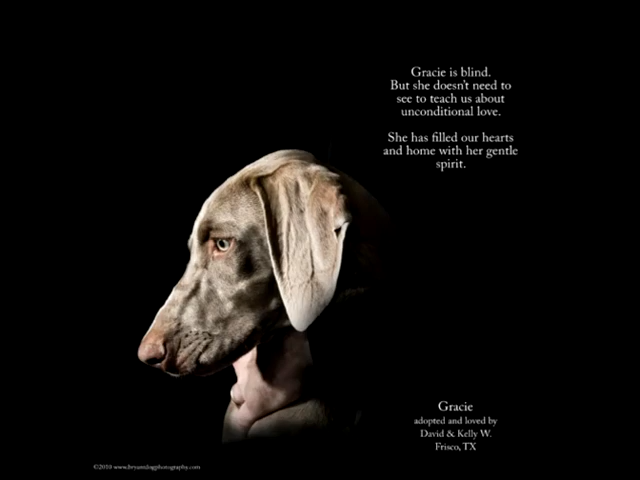 Gracie is blind.
But she doesn't need to
see to teach us about
unconditional love.
She has filled our hearts
and home with her gentle
spirit.
Gracie
adopted and loved by
David & Kelly W.
Frisco, TX